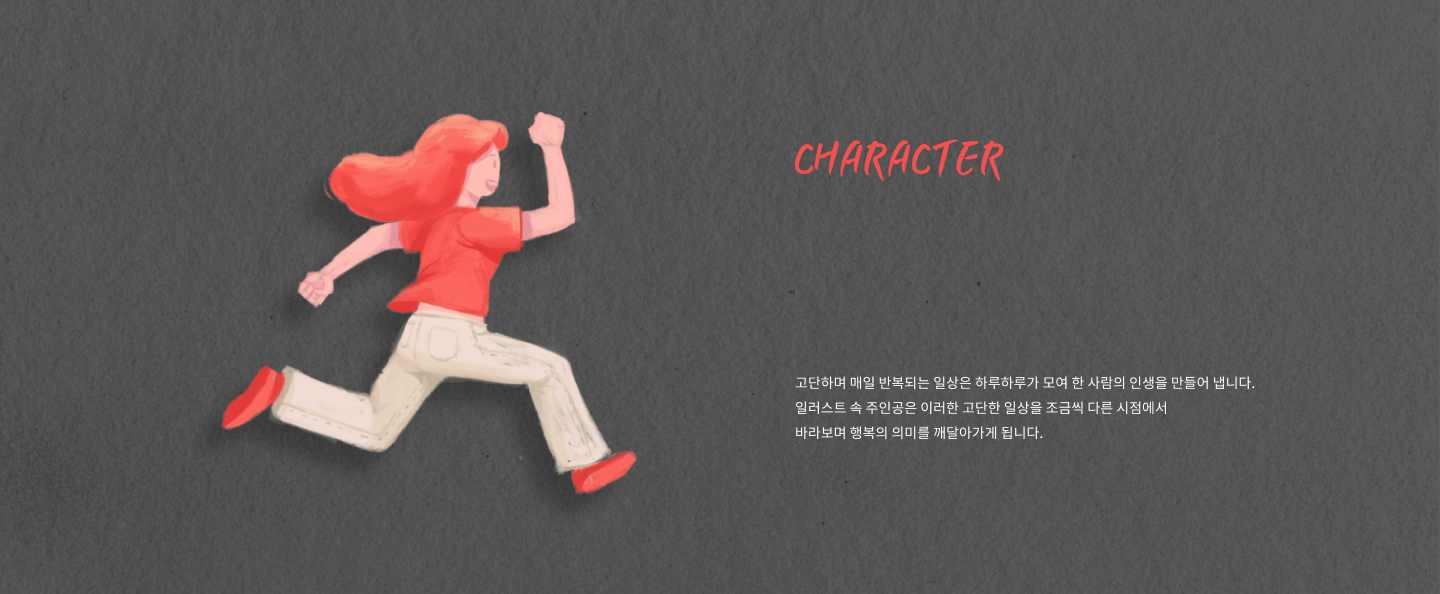 CHARACTER
고단하며 매일 반복되는 일상은 하루하루가 모여 한 사람의 인생을 만들어 냅니다.
일러스트 속 주인공은 이러한 고단한 일상을 조금씩 다른 시점에서
바라보며 행복의 의미를 깨달아가게 됩니다.